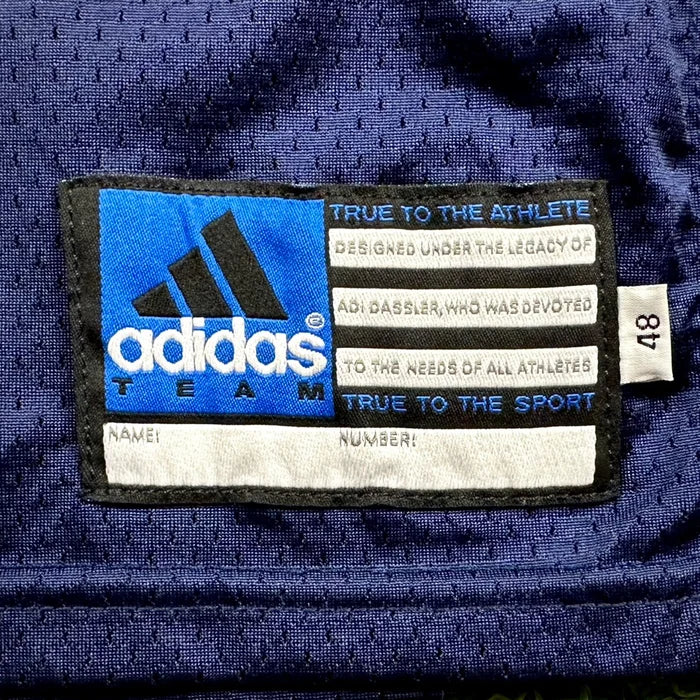 TRUE TO THE ATHLETE
DESIGNED UNDER THE LEGACY OF
ADI DASSLER, WHO WAS DEVOTED
TO THE NEEDS OF ALL ATHLETES
TRUE TO THE SPORT
adidas®
TEAM
NAME: NUMBER:
48